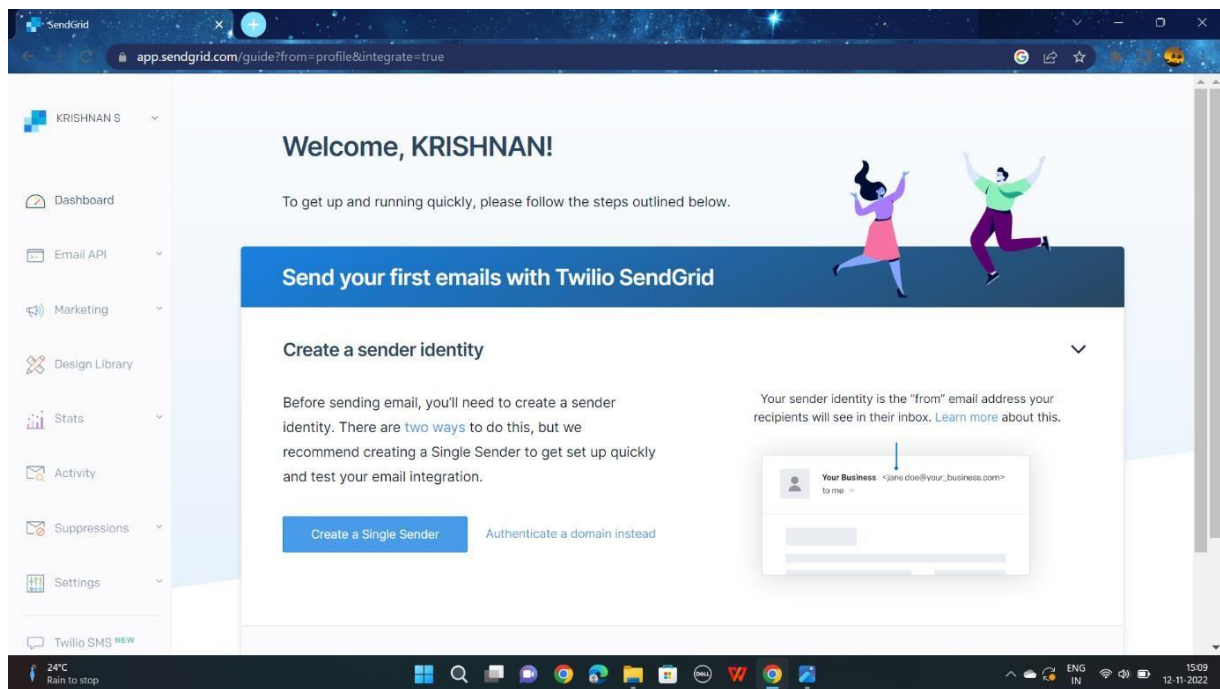 SendGrid
app.sendgrid.com/guide?from=profile&integrate=true
KRISHNAN S
Dashboard
Email API
Marketing
Design Library
Stats
Activity
Suppressions
Settings
Twilio SMS NEW
Welcome, KRISHNAN!
To get up and running quickly, please follow the steps outlined below.
Send your first emails with Twilio SendGrid
Create a sender identity
Before sending email, you'll need to create a sender
identity. There are two ways to do this, but we
recommend creating a Single Sender to get set up quickly
and test your email integration.
Create a Single Sender
Authenticate a domain instead
Your sender identity is the "from" email address your
recipients will see in their inbox. Learn more about this.
Your Business <jane.doe@your_business.com>
to me
24°C
Rain to stop
DELL
W
ENG
IN
15:09
12-11-2022